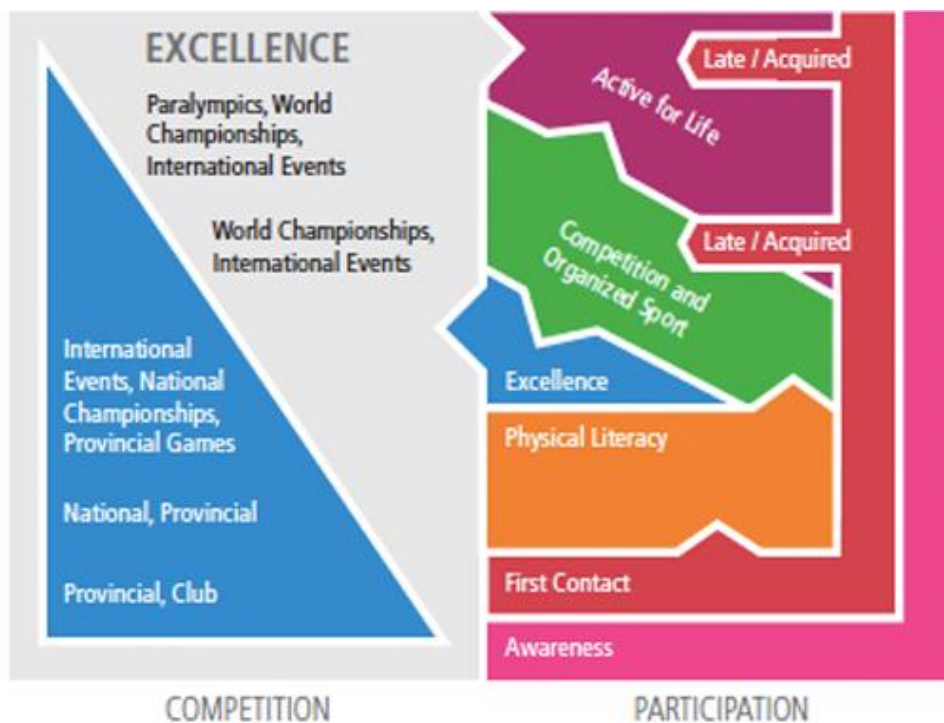 EXCELLENCE
Paralympics, World
Championships,
International Events
World Championships,
International Events
International
Events, National
Championships,
Provincial Games
National, Provincial
Provincial, Club
COMPETITION
Late / Acquired
Active for Life
Late / Acquired
Competition and
Organized Sport
Excellence
Physical Literacy
First Contact
Awareness
PARTICIPATION